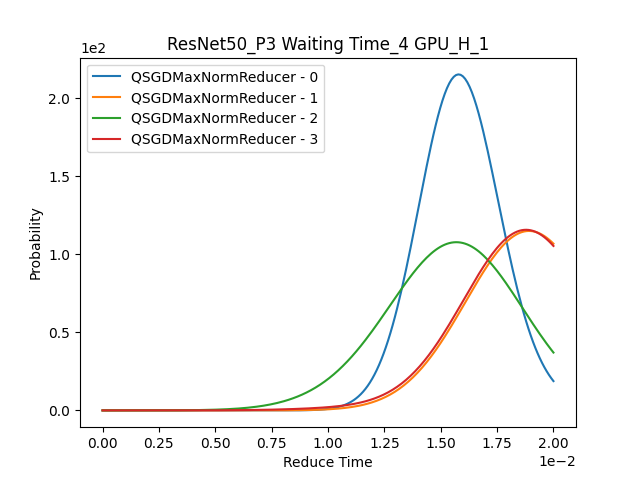 ResNet50_P3 Waiting Time_4 GPU_H_1
1e2
QSGDMaxNormReducer - 0
QSGDMaxNormReducer - 1
QSGDMaxNormReducer - 2
QSGDMaxNormReducer - 3
2.0
1.5
1.0
0.5
0.0
Probability
0.00 0.25 0.50 0.75 1.00 1.25 1.50 1.75 2.00
Reduce Time
1e−2